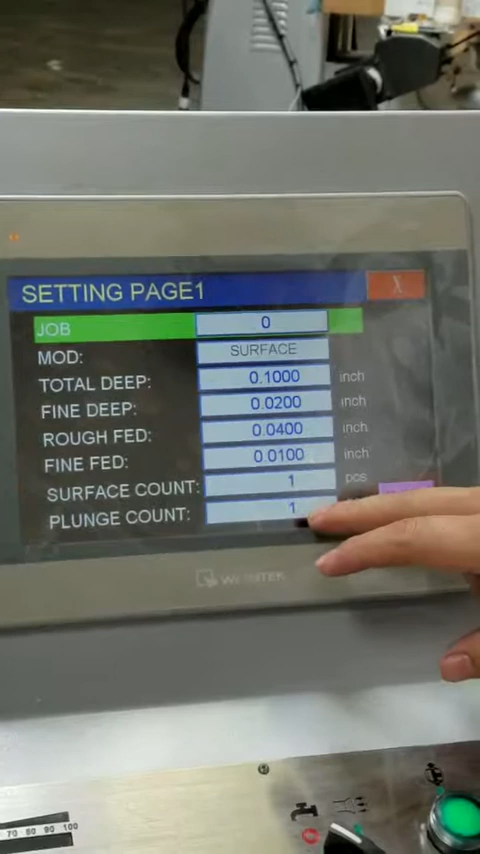 SETTING PAGE1 X
JOB 0
MOD: SURFACE
TOTAL DEEP: 0.1000 inch
FINE DEEP: 0.0200 inch
ROUGH FED: 0.0400 inch
FINE FED: 0.0100 inch
SURFACE COUNT: 1 pcs
PLUNGE COUNT: 1
WEINTEK
70 80 90 100